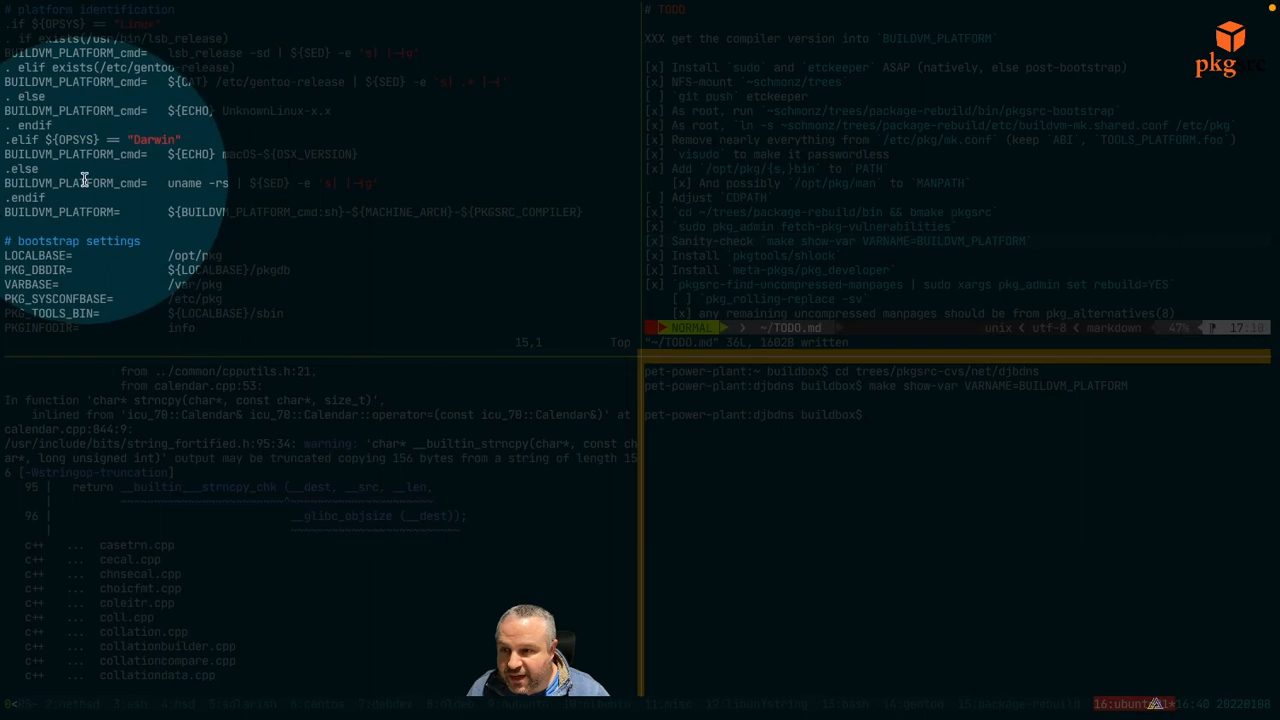 # platform identification
.if ${OPSYS} == "Linux"
. if exists(/usr/bin/lsb_release)
BUILDVM_PLATFORM_cmd= lsb_release -sd | ${SED} -e 's| |-|g'
. elif exists(/etc/gentoo-release)
BUILDVM_PLATFORM_cmd= ${CAT} /etc/gentoo-release | ${SED} -e
. else
BUILDVM_PLATFORM_cmd= ${ECHO} UnknownLinux-x.x
. endif
.elif ${OPSYS} == "Darwin"
BUILDVM_PLATFORM_cmd= ${ECHO} macOS-${OSX_VERSION}
.else
BUILDVM_PLATFORM_cmd= uname -rs | ${SED} -e 's| |-|g'
.endif
BUILDVM_PLATFORM= ${BUILDVM_PLATFORM_cmd:sh}-${MACHINE_ARCH}-${PKGSRC_COMPILER}
# bootstrap settings
LOCALBASE= /opt/pkg
PKG_DBDIR= ${LOCALBASE}/pkgdb
VARBASE= /var/pkg
PKG_SYSCONFBASE= /etc/pkg
PKG_TOOLS_BIN= ${LOCALBASE}/sbin
PKGINFODIR= info
15,1 Top
# TODO
XXX get the compiler version into `BUILDVM_PLATFORM`
[x] Install `sudo` and `etckeeper` ASAP (natively, else post-bootstrap)
[x] NFS-mount `~schmonz/trees`
[ ] `git push` etckeeper
[x] As root, run `~schmonz/trees/package-rebuild/bin/pkgsrc-bootstrap`
[x] As root, `ln -s ~schmonz/trees/package-rebuild/etc/buildvm-mk.shared.conf /etc/pkg`
[x] Remove nearly everything from `/etc/pkg/mk.conf` (keep `ABI`, `TOOLS_PLATFORM.foo`)
[x] `visudo` to make it passwordless
[x] Add `/opt/pkg/{s,}bin` to `PATH`
[x] And possibly `/opt/pkg/man` to `MANPATH`
[ ] Adjust `CDPATH`
[x] `cd ~/trees/package-rebuild/bin && bmake pkgsrc`
[x] `sudo pkg_admin fetch-pkg-vulnerabilities`
[x] Sanity-check `make show-var VARNAME=BUILDVM_PLATFORM`
[x] Install `pkgtools/shlock`
[x] Install `meta-pkgs/pkg_developer`
[x] `pkgsrc-find-uncompressed-manpages | sudo xargs pkg_admin set rebuild=YES`
[ ] `pkg_rolling-replace -sv`
[x] any remaining uncompressed manpages should be from pkg_alternatives(8)
NORMAL ~/TODO.md unix < utf-8 < markdown 47% 17:10
"~/TODO.md" 36L, 1602B written
pkgsrc
from ../common/cpputils.h:21,
from calendar.cpp:53:
In function 'char* strncpy(char*, const char*, size_t)',
inlined from 'icu_70::Calendar& icu_70::Calendar::operator=(const icu_70::Calendar&)' at
calendar.cpp:844:9:
/usr/include/bits/string_fortified.h:95:34: warning: 'char* __builtin_strncpy(char*, const ch
ar*, long unsigned int)' output may be truncated copying 156 bytes from a string of length 15
6 [-Wstringop-truncation]
95 | return __builtin___strncpy_chk (__dest, __src, __len,
| ~~~~~~~~~~~~~~~~~~~~~~~^~~~~~~~~~~~~~~~~~~~~~
96 | __glibc_objsize (__dest));
| ~~~~~~~~~~~~~~~~~~~~~~~~~
c++ ... casetrn.cpp
c++ ... cecal.cpp
c++ ... chnsecal.cpp
c++ ... choicfmt.cpp
c++ ... coleitr.cpp
c++ ... coll.cpp
c++ ... collation.cpp
c++ ... collationbuilder.cpp
c++ ... collationcompare.cpp
c++ ... collationdata.cpp
pet-power-plant:~ buildbox$ cd trees/pkgsrc-cvs/net/djbdns
pet-power-plant:djbdns buildbox$ make show-var VARNAME=BUILDVM_PLATFORM
pet-power-plant:djbdns buildbox$
15:package-rebuild 16:40 20220108